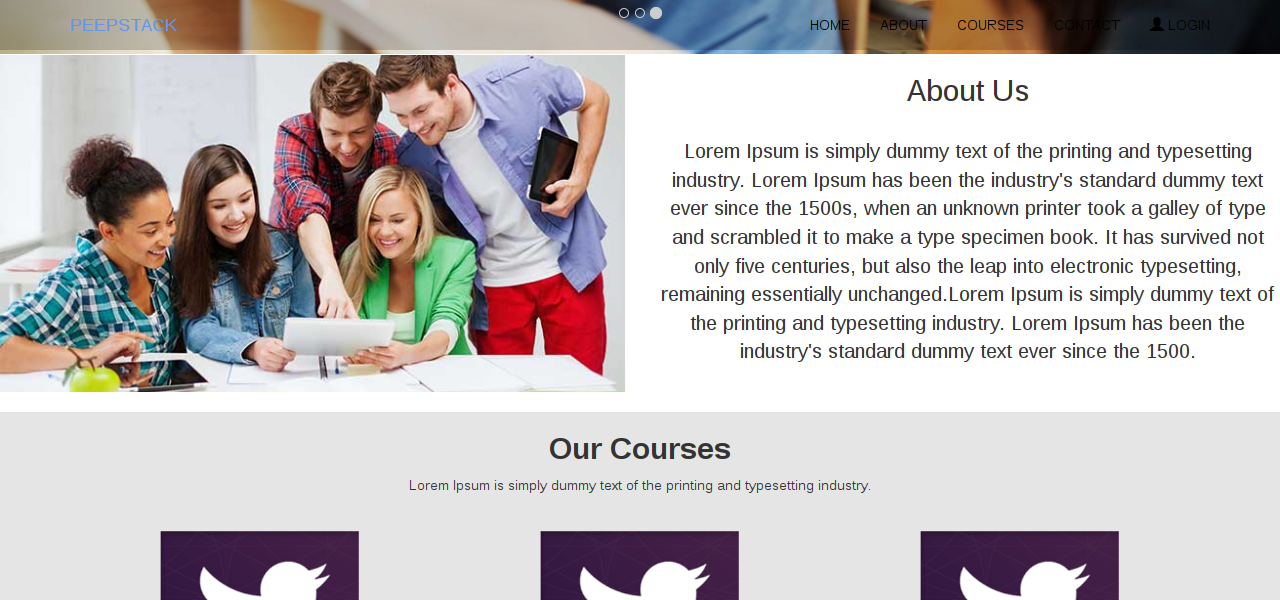 PEEPSTACK
HOME ABOUT COURSES CONTACT LOGIN
About Us
Lorem Ipsum is simply dummy text of the printing and typesetting
industry. Lorem Ipsum has been the industry's standard dummy text
ever since the 1500s, when an unknown printer took a galley of type
and scrambled it to make a type specimen book. It has survived not
only five centuries, but also the leap into electronic typesetting,
remaining essentially unchanged.Lorem Ipsum is simply dummy text of
the printing and typesetting industry. Lorem Ipsum has been the
industry's standard dummy text ever since the 1500.
Our Courses
Lorem Ipsum is simply dummy text of the printing and typesetting industry.